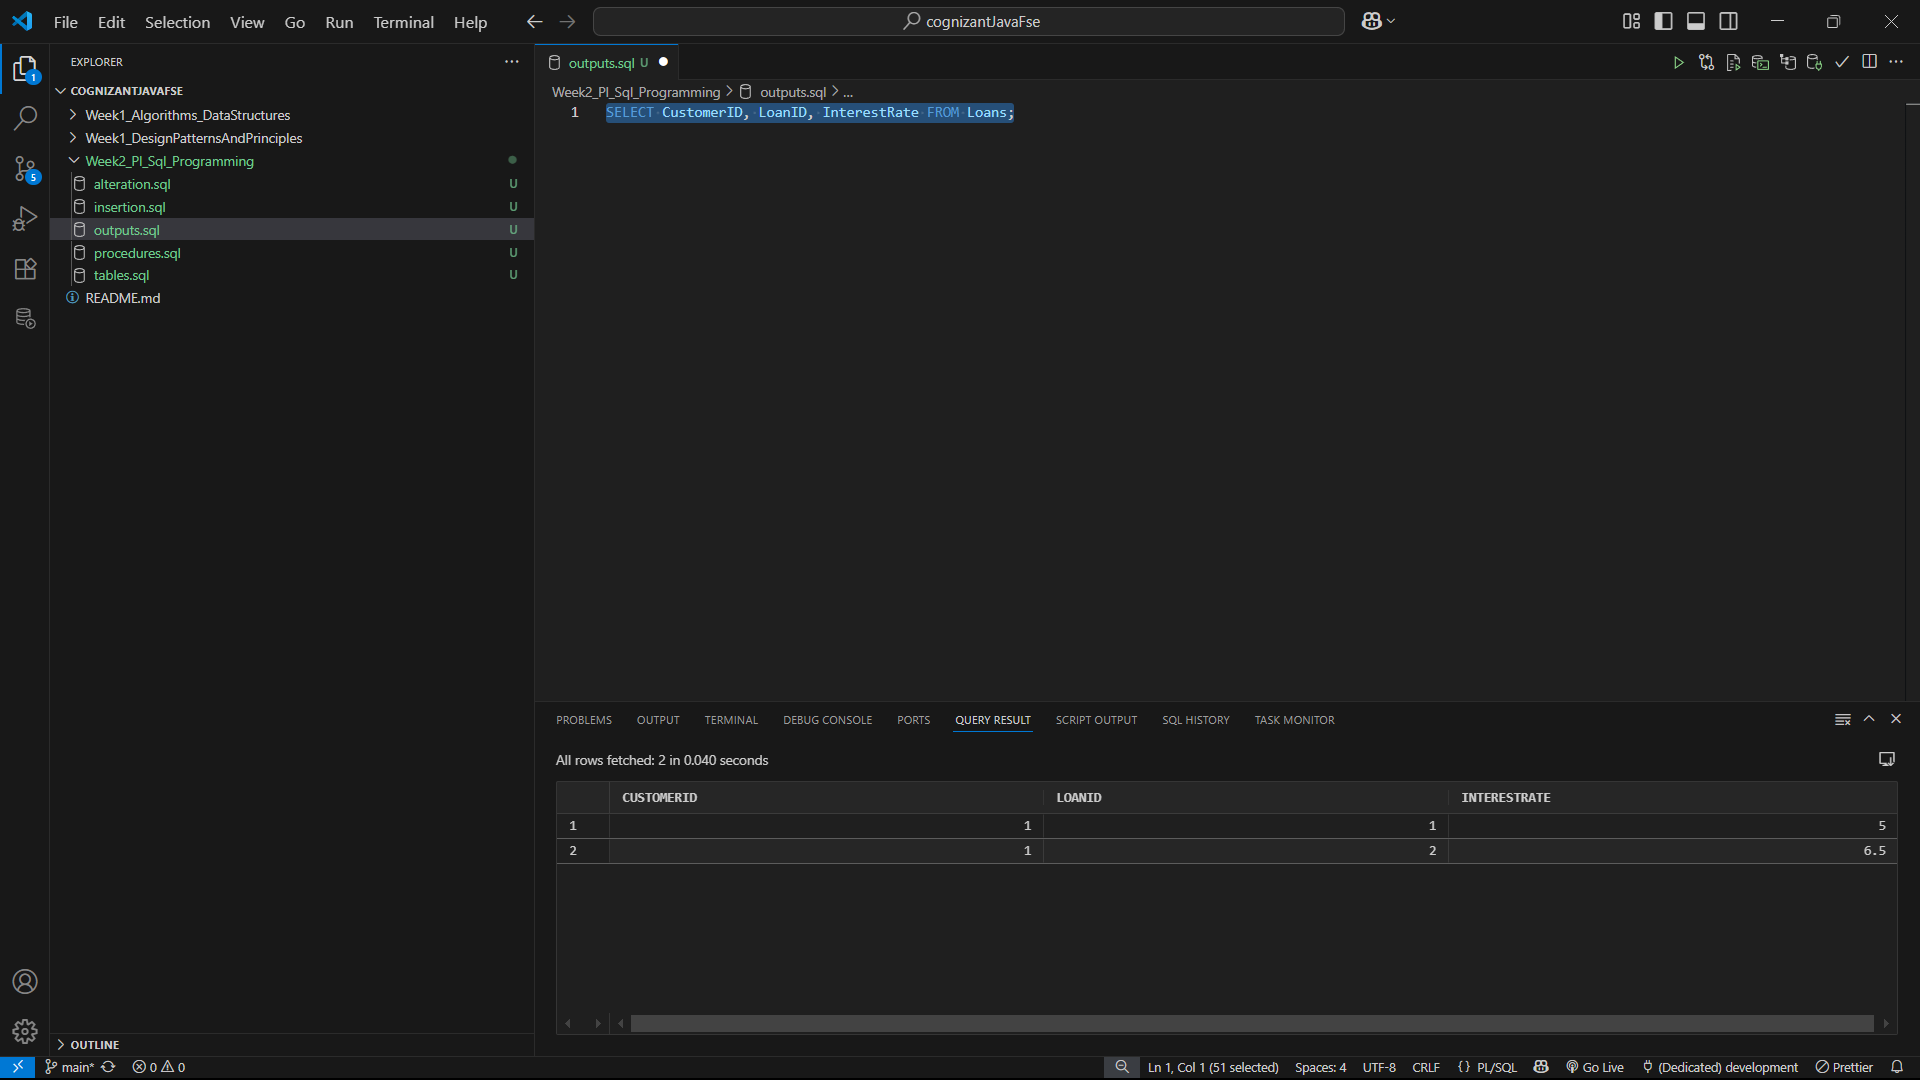 File Edit Selection View Go Run Terminal Help
cognizantJavaFse
EXPLORER
COGNIZANTJAVAFSE
Week1_Algorithms_DataStructures
Week1_DesignPatternsAndPrinciples
Week2_Pl_Sql_Programming
alteration.sql U
insertion.sql U
outputs.sql U
procedures.sql U
tables.sql U
README.md
OUTLINE
1
5
outputs.sql U
Week2_Pl_Sql_Programming > outputs.sql > ...
1 SELECT CustomerID, LoanID, InterestRate FROM Loans;
PROBLEMS OUTPUT TERMINAL DEBUG CONSOLE PORTS QUERY RESULT SCRIPT OUTPUT SQL HISTORY TASK MONITOR
All rows fetched: 2 in 0.040 seconds
CUSTOMERID LOANID INTERESTRATE
1 1 1 5
2 1 2 6.5
main* 0 0 Ln 1, Col 1 (51 selected) Spaces: 4 UTF-8 CRLF {} PL/SQL Go Live (Dedicated) development Prettier